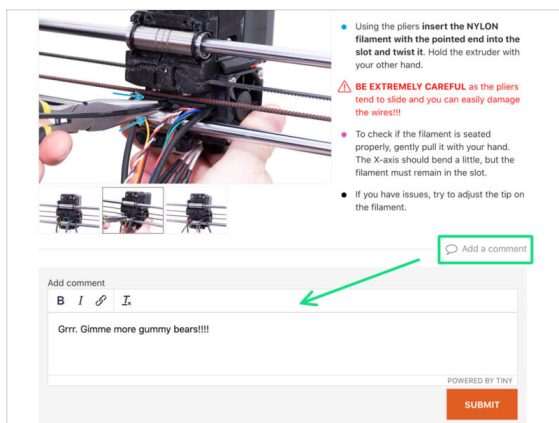 Using the pliers insert the NYLON
filament with the pointed end into the
slot and twist it. Hold the extruder with
your other hand.
BE EXTREMELY CAREFUL as the pliers
tend to slide and you can easily damage
the wires!!!
To check if the filament is seated
properly, gently pull it with your hand.
The X-axis should bend a little, but the
filament must remain in the slot.
If you have issues, try to adjust the tip on
the filament.
Add a comment
Add comment
B I
Grrr. Gimme more gummy bears!!!!
POWERED BY TINY
SUBMIT